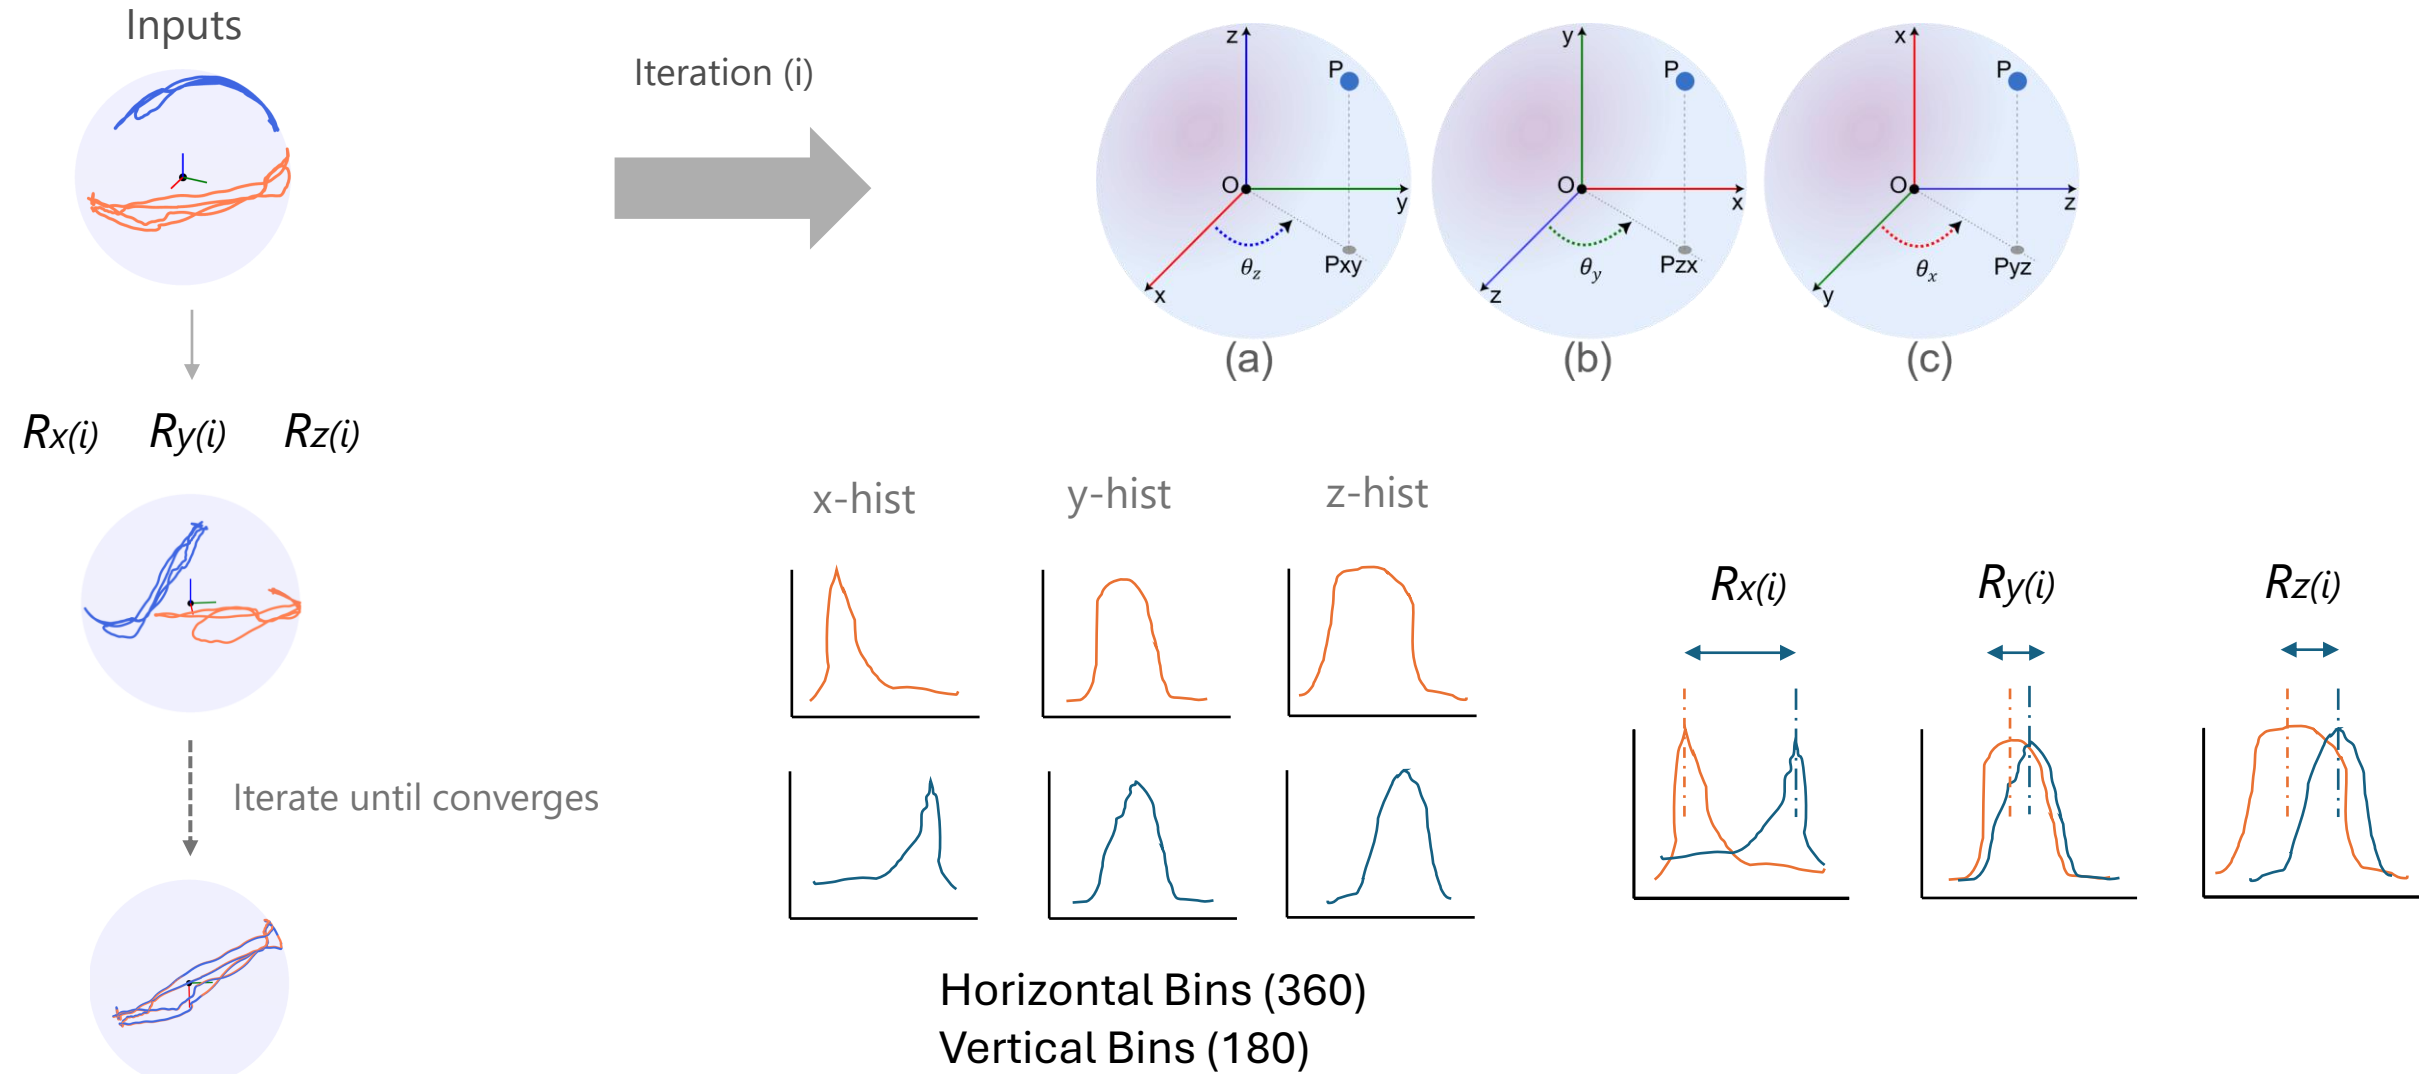 Inputs
Iteration (i)
z
P
O
y
θz
Pxy
x
(a)
y
P
O
x
θy
Pzx
z
(b)
x
P
O
z
θx
Pyz
y
(c)
Rx(i) Ry(i) Rz(i)
Iterate until converges
x-hist y-hist z-hist
Rx(i) Ry(i) Rz(i)
Horizontal Bins (360)
Vertical Bins (180)